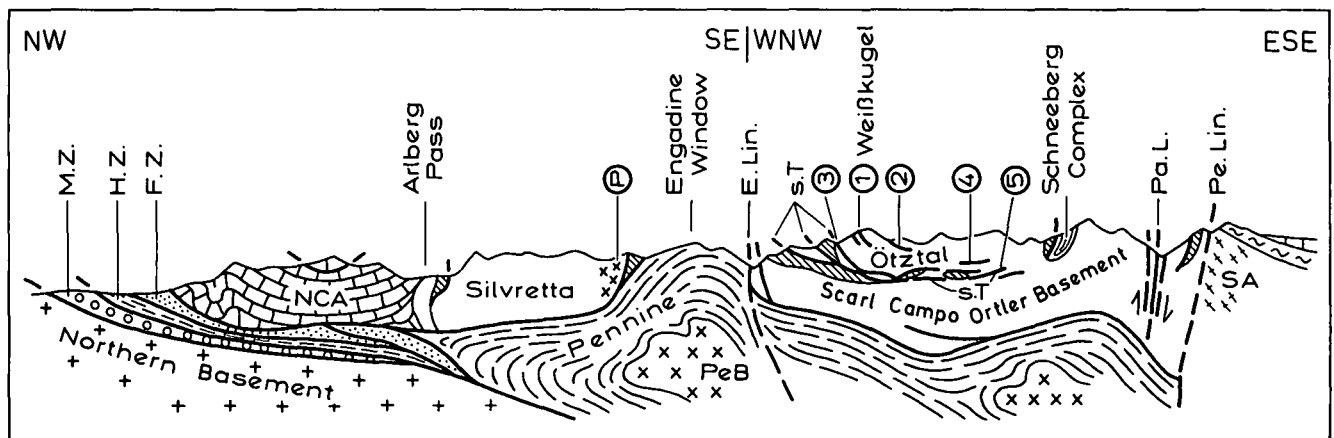 NW
SE|WNW
ESE
M.Z.
H.Z.
F.Z.
Arlberg
Pass
P
Engadine
Window
E. Lin.
s.T
3
1
Weißkugel
2
4
5
Schneeberg
Complex
Pa.L.
Pe. Lin.
NCA
Silvretta
Ötztal
s.T
Scarl Campo Ortler Basement
SA
Pennine
PeB
Northern Basement